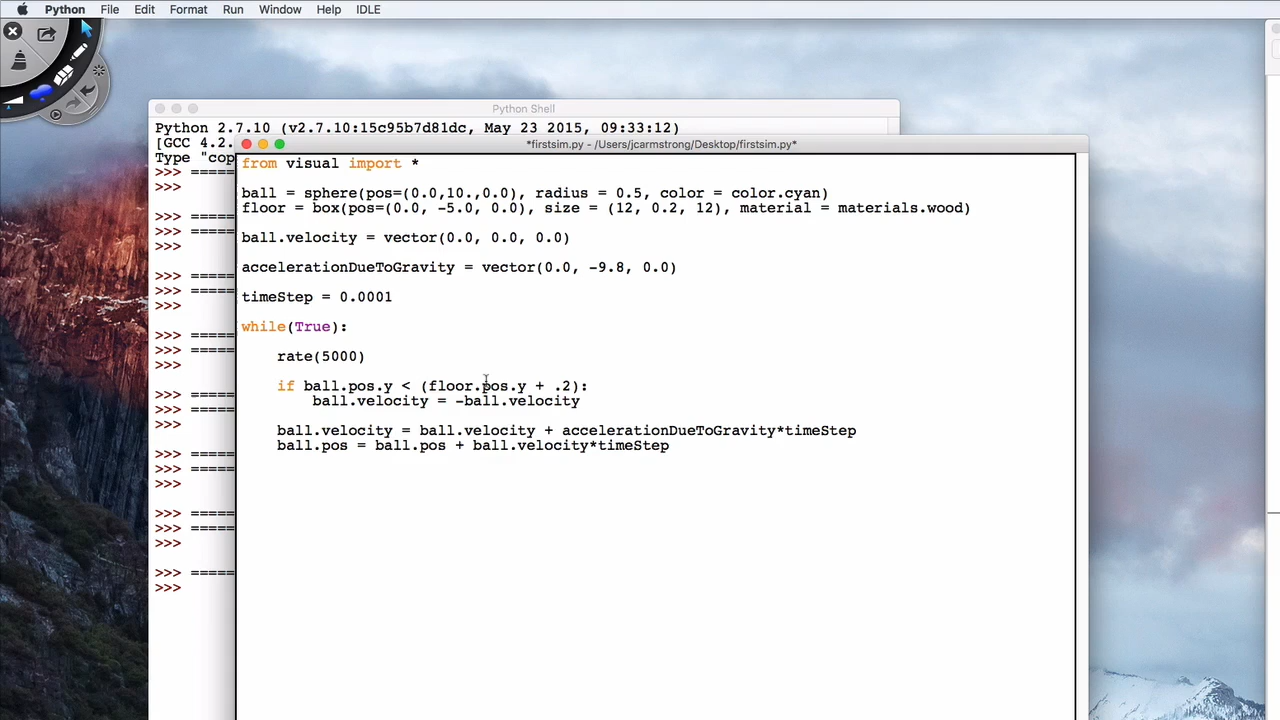 Python File Edit Format Run Window Help IDLE
Python Shell
Python 2.7.10 (v2.7.10:15c95b7d81dc, May 23 2015, 09:33:12)
[GCC 4.2.
Type "cop
>>> =====
>>>
>>> =====
>>> =====
>>>
>>> =====
>>> =====
>>>
>>> =====
>>> =====
>>>
>>> =====
>>> =====
>>>
>>> =====
>>> =====
>>>
>>> =====
>>> =====
>>>
>>> =====
>>>
*firstsim.py - /Users/jcarmstrong/Desktop/firstsim.py*
from visual import *
ball = sphere(pos=(0.0,10.,0.0), radius = 0.5, color = color.cyan)
floor = box(pos=(0.0, -5.0, 0.0), size = (12, 0.2, 12), material = materials.wood)
ball.velocity = vector(0.0, 0.0, 0.0)
accelerationDueToGravity = vector(0.0, -9.8, 0.0)
timeStep = 0.0001
while(True):
rate(5000)
if ball.pos.y < (floor.pos.y + .2):
ball.velocity = -ball.velocity
ball.velocity = ball.velocity + accelerationDueToGravity*timeStep
ball.pos = ball.pos + ball.velocity*timeStep